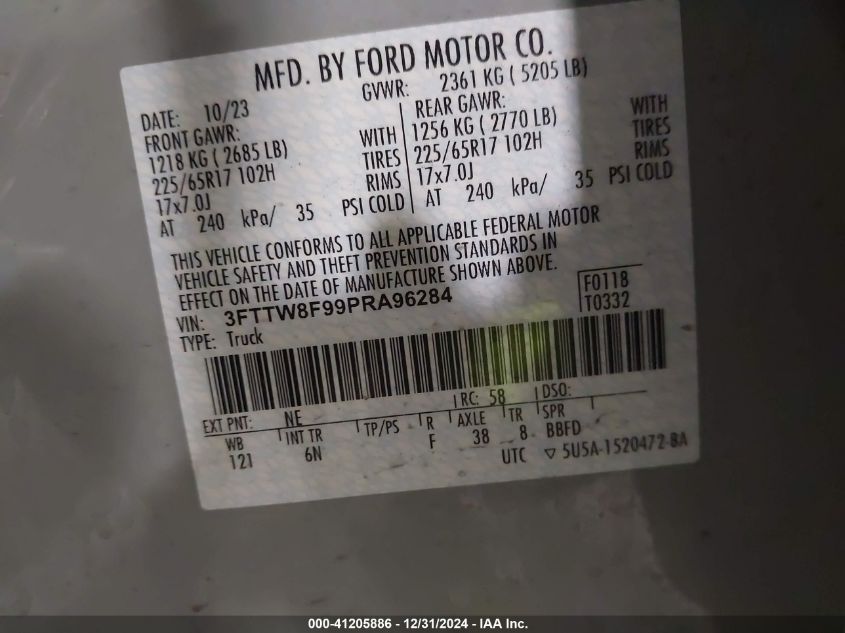 MFD. BY FORD MOTOR CO.
DATE: 10/23 GVWR: 2361 KG ( 5205 LB)
FRONT GAWR: REAR GAWR:
1218 KG ( 2685 LB) WITH 1256 KG ( 2770 LB) WITH
225/65R17 102H TIRES 225/65R17 102H TIRES
17x7.0J RIMS 17x7.0J RIMS
AT 240 kPa/ 35 PSI COLD AT 240 kPa/ 35 PSI COLD
THIS VEHICLE CONFORMS TO ALL APPLICABLE FEDERAL MOTOR
VEHICLE SAFETY AND THEFT PREVENTION STANDARDS IN
EFFECT ON THE DATE OF MANUFACTURE SHOWN ABOVE.
VIN: 3FTTW8F99PRA96284 F0118
TYPE: Truck T0332
EXT PNT: NE RC: 58 DSO:
WB INT TR TP/PS R AXLE TR SPR
121 6N F 38 8 BBFD
UTC ▽ 5U5A-1520472-BA
000-41205886 - 12/31/2024 - IAA Inc.